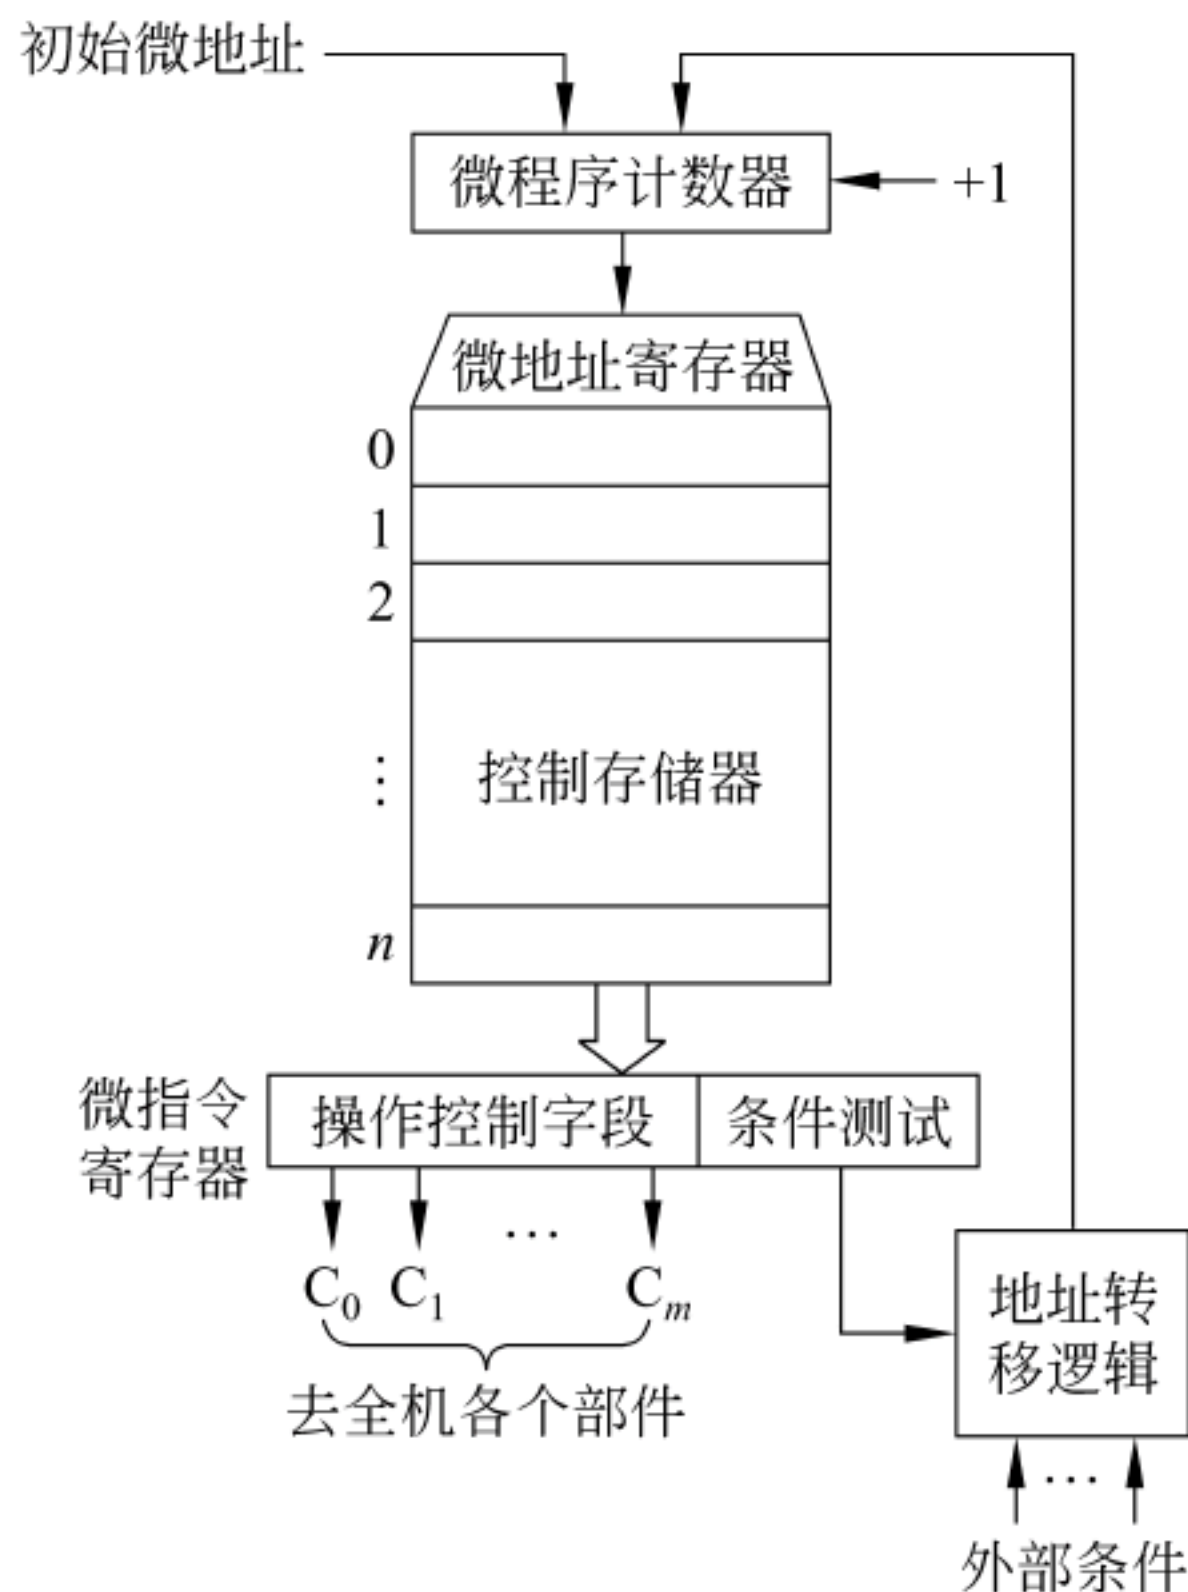 初始微地址
微程序计数器
+1
微地址寄存器
0
1
2
⋮
控制存储器
n
微指令
寄存器
操作控制字段
条件测试
C0 C1 … Cm
去全机各个部件
地址转
移逻辑
…
外部条件